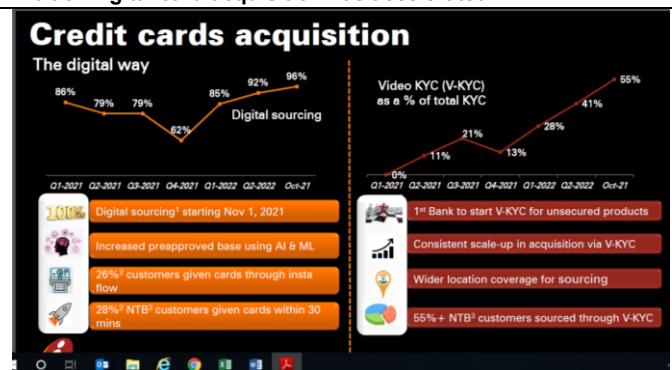 Credit cards acquisition
The digital way
86%
79%
79%
62%
85%
92%
96%
Digital sourcing
Q1-2021 Q2-2021 Q3-2021 Q4-2021 Q1-2022 Q2-2022 Oct-21
100% Digital sourcing¹ starting Nov 1, 2021
Increased preapproved base using AI & ML
26%² customers given cards through insta
flow
28%² NTB³ customers given cards within 30
mins
Video KYC (V-KYC)
as a % of total KYC
0%
11%
21%
13%
28%
41%
55%
Q1-2021 Q2-2021 Q3-2021 Q4-2021 Q1-2022 Q2-2022 Oct-21
1st Bank to start V-KYC for unsecured products
Consistent scale-up in acquisition via V-KYC
Wider location coverage for sourcing
55%+ NTB³ customers sourced through V-KYC